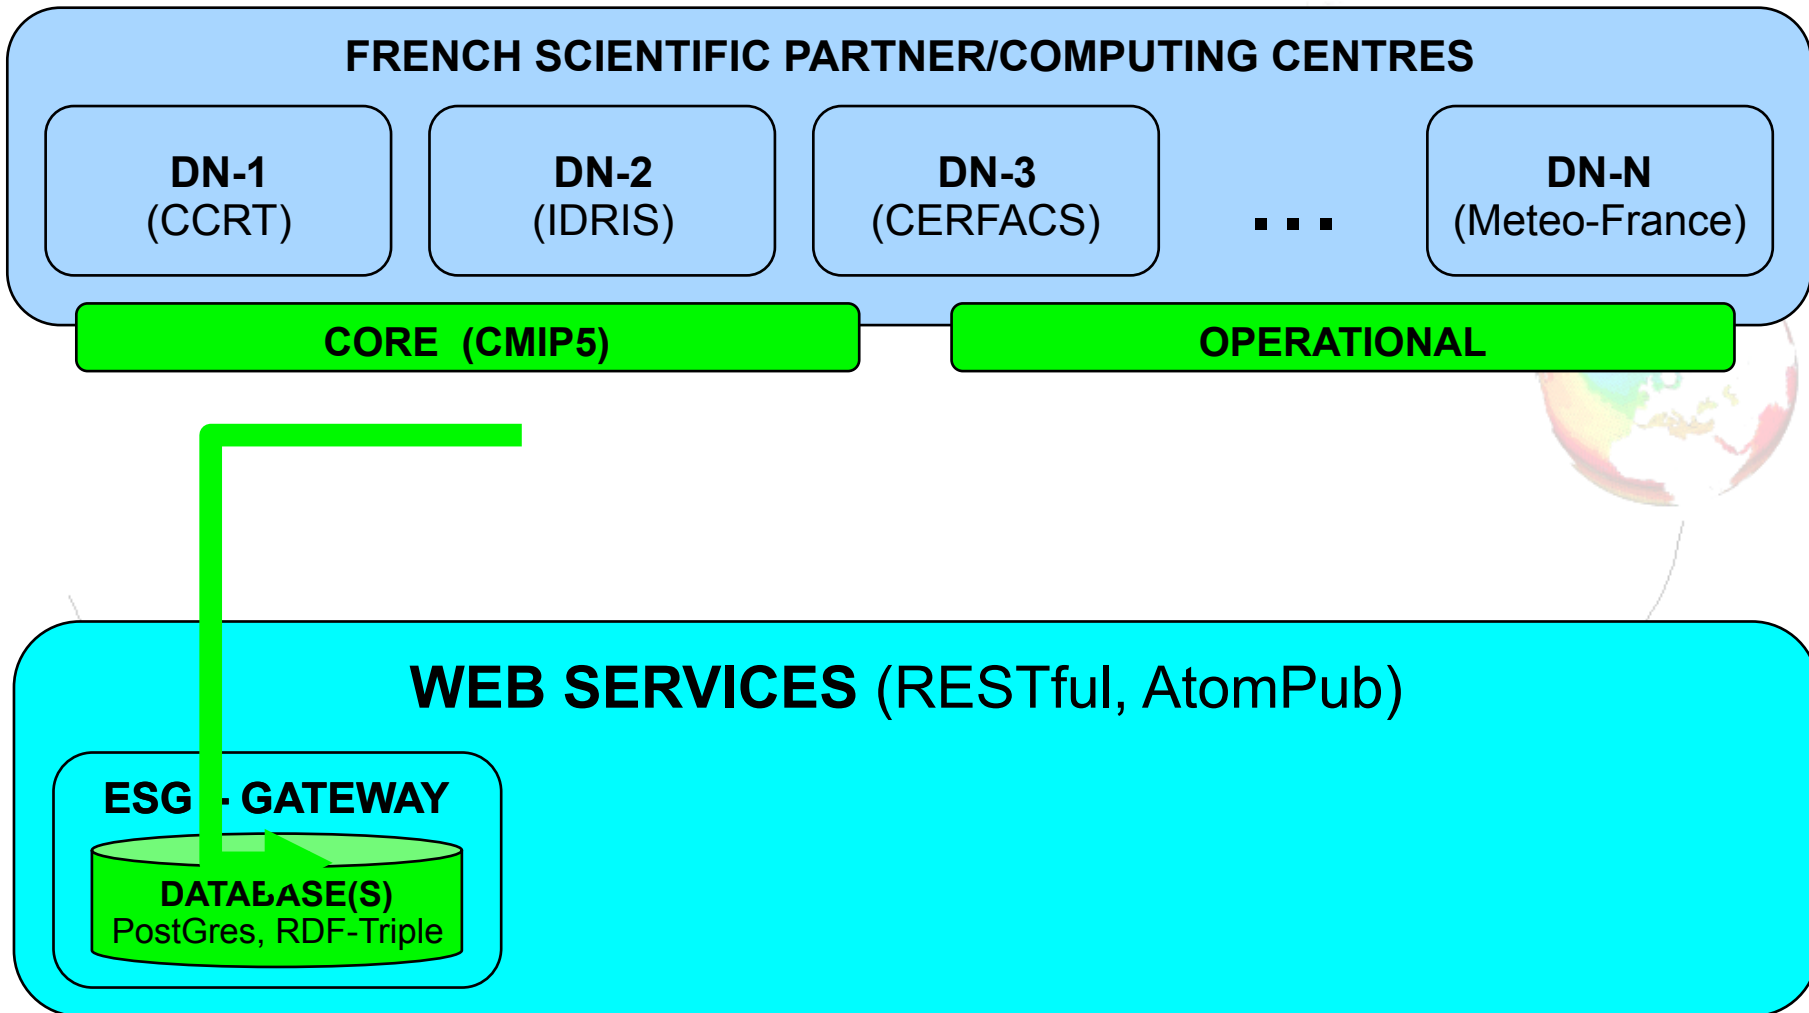 FRENCH SCIENTIFIC PARTNER/COMPUTING CENTRES
DN-1
(CCRT)
DN-2
(IDRIS)
DN-3
(CERFACS)
...
DN-N
(Meteo-France)
CORE (CMIP5)
OPERATIONAL
WEB SERVICES (RESTful, AtomPub)
ESG - GATEWAY
DATABASE(S)
PostGres, RDF-Triple